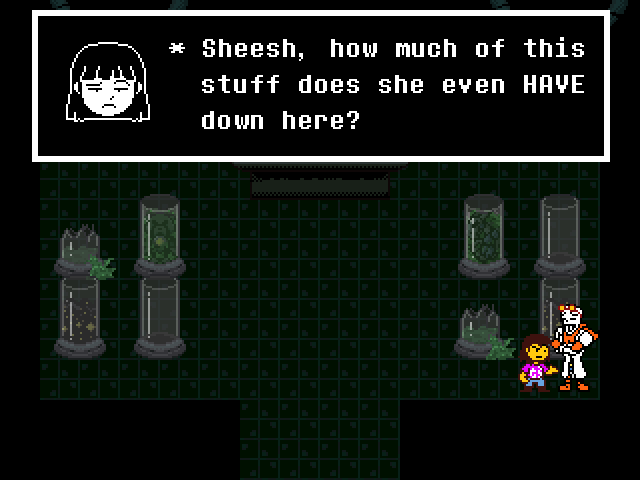 * Sheesh, how much of this
stuff does she even HAVE
down here?